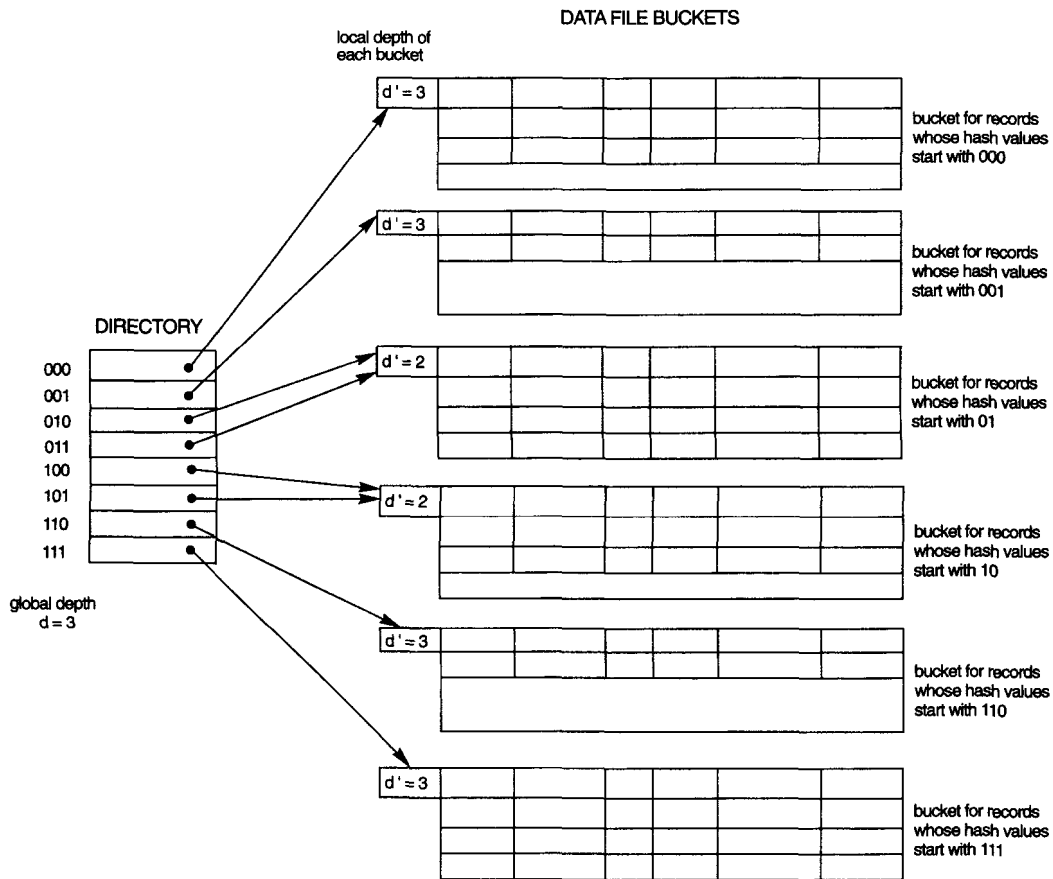 DATA FILE BUCKETS
local depth of
each bucket
d' = 3
bucket for records
whose hash values
start with 000
d' = 3
bucket for records
whose hash values
start with 001
DIRECTORY
000
001
010
011
100
101
110
111
global depth
d = 3
d' = 2
bucket for records
whose hash values
start with 01
d' = 2
bucket for records
whose hash values
start with 10
d' = 3
bucket for records
whose hash values
start with 110
d' = 3
bucket for records
whose hash values
start with 111